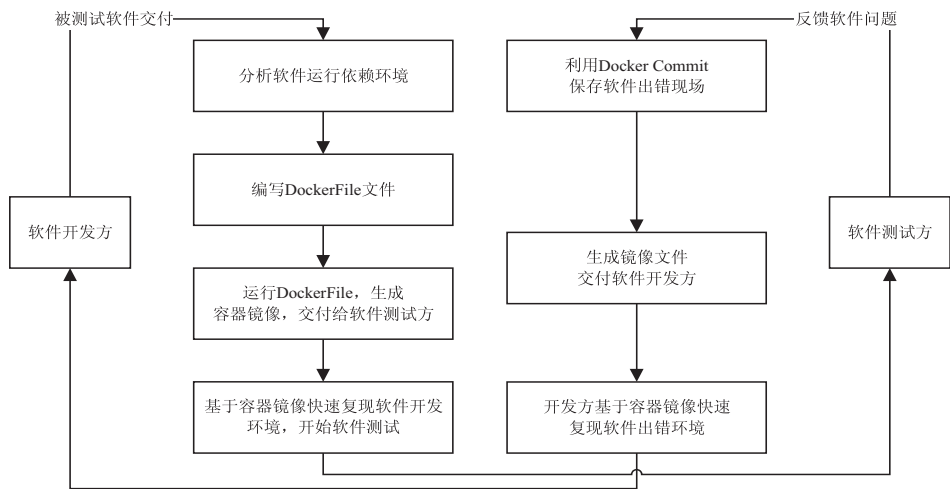 被测试软件交付
反馈软件问题
分析软件运行依赖环境
利用Docker Commit
保存软件出错现场
编写DockerFile文件
软件开发方
软件测试方
生成镜像文件
交付软件开发方
运行DockerFile，生成
容器镜像，交付给软件测试方
基于容器镜像快速复现软件开发
环境，开始软件测试
开发方基于容器镜像快速
复现软件出错环境